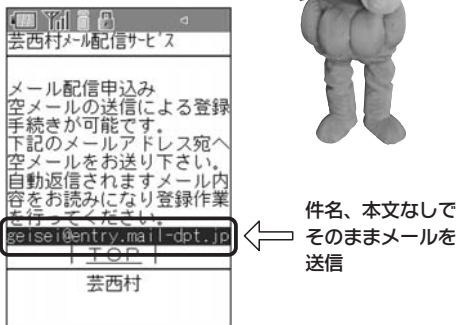 芸西村ﾒｰﾙ配信ｻｰﾋﾞｽ
メール配信申込み
空メールの送信による登録
手続きが可能です。
下記のメールアドレス宛へ
空メールをお送り下さい。
自動返信されますメール内
容をお読みになり登録作業
を行ってください。
geisei@entry.mail-dpt.jp
| TOP |
芸西村
件名、本文なしで
そのままメールを
送信